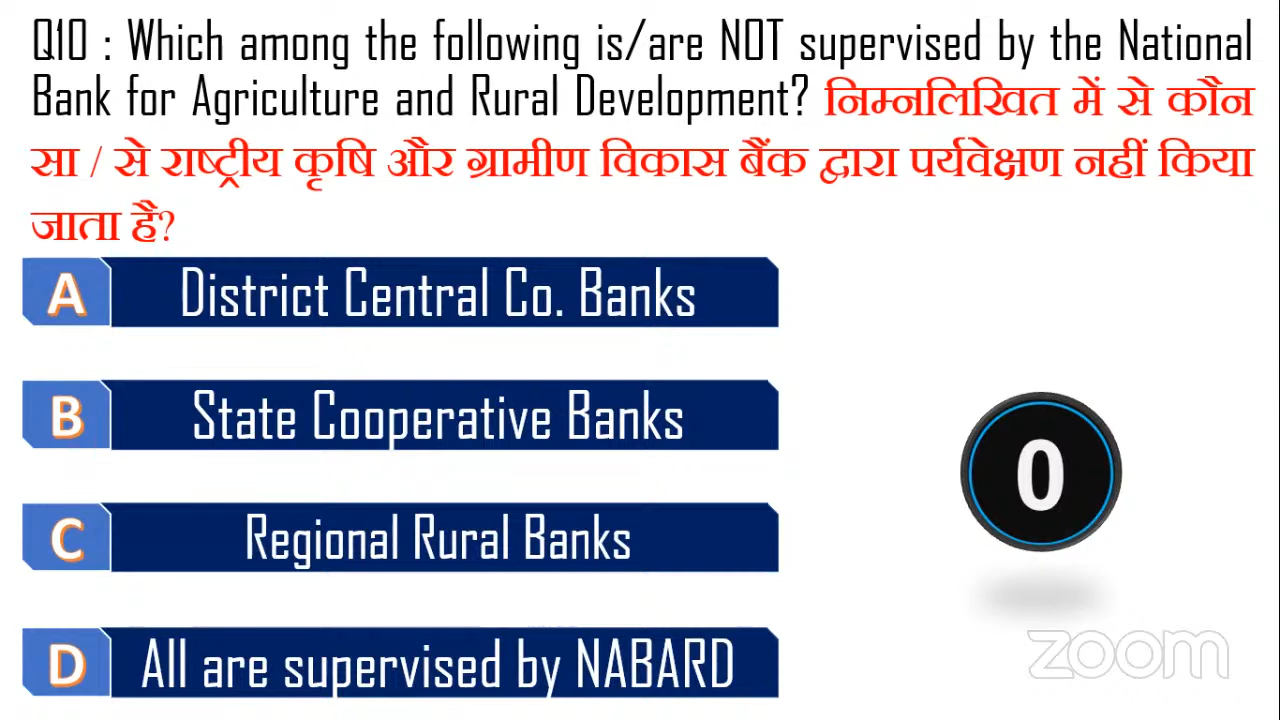 Q10 : Which among the following is/are NOT supervised by the National
Bank for Agriculture and Rural Development? निम्नलिखित में से कौन
सा / से राष्ट्रीय कृषि और ग्रामीण विकास बैंक द्वारा पर्यवेक्षण नहीं किया
जाता है?
A District Central Co. Banks
B State Cooperative Banks
C Regional Rural Banks
D All are supervised by NABARD
0
zoom